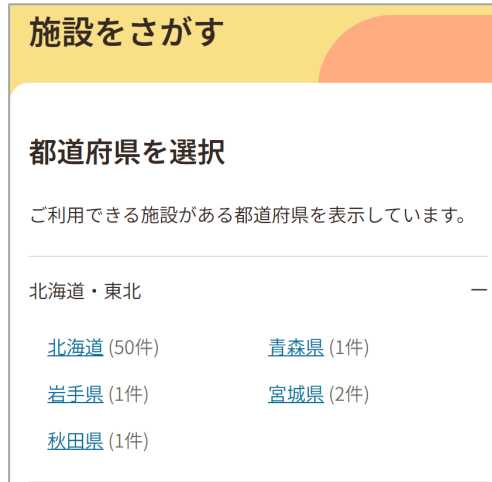 施設をさがす
都道府県を選択
ご利用できる施設がある都道府県を表示しています。
北海道・東北
北海道 (50件) 青森県 (1件)
岩手県 (1件) 宮城県 (2件)
秋田県 (1件)